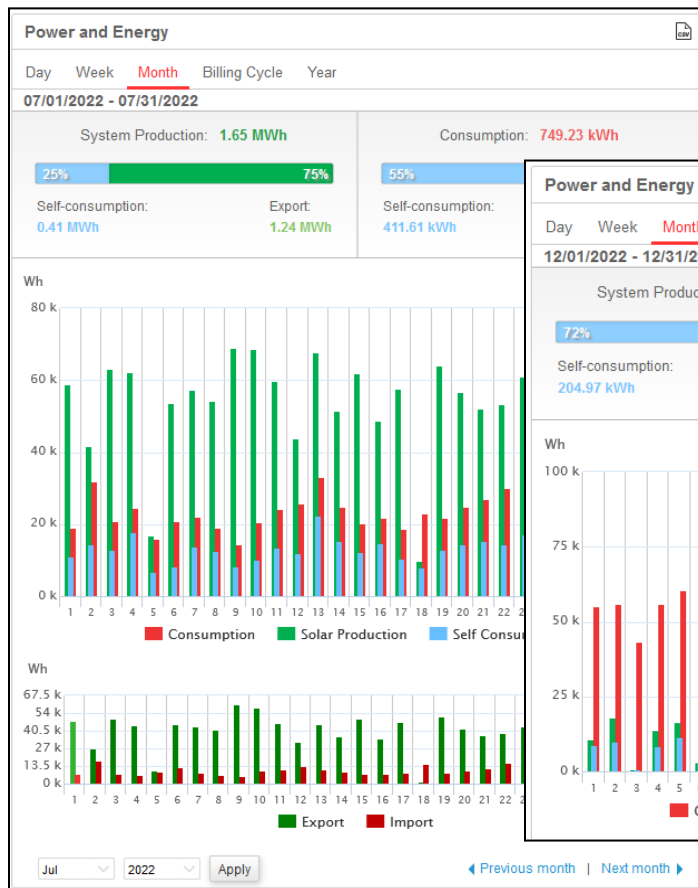 Power and Energy
CSV
Day Week Month Billing Cycle Year
07/01/2022 - 07/31/2022
System Production: 1.65 MWh
25% 75%
Self-consumption: Export:
0.41 MWh 1.24 MWh
Consumption: 749.23 kWh
55%
Self-consumption:
411.61 kWh
Wh
80 k
60 k
40 k
20 k
0 k
1 2 3 4 5 6 7 8 9 10 11 12 13 14 15 16 17 18 19 20 21 22 2
Consumption Solar Production Self Consu
Wh
67.5 k
54 k
40.5 k
27 k
13.5 k
0 k
1 2 3 4 5 6 7 8 9 10 11 12 13 14 15 16 17 18 19 20 21 22 2
Export Import
Jul 2022 Apply
Previous month | Next month
Power and Energy
Day Week Month
12/01/2022 - 12/31/2
System Produc
72%
Self-consumption:
204.97 kWh
Wh
100 k
75 k
50 k
25 k
0 k
1 2 3 4 5
C